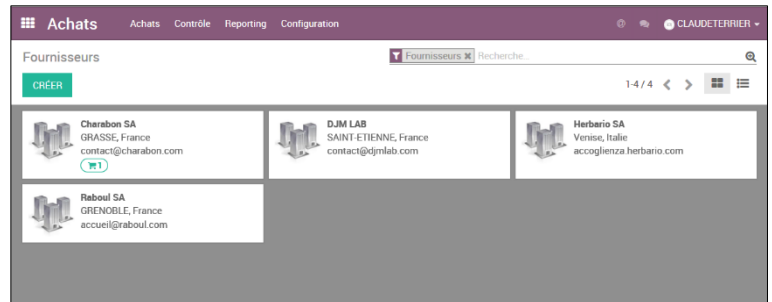 Achats Achats Contrôle Reporting Configuration @ CLAUDETERRIER
Fournisseurs Fournisseurs Recherche...
CRÉER 1-4 / 4
Charabon SA
GRASSE, France
contact@charabon.com
1
DJM LAB
SAINT-ETIENNE, France
contact@djmlab.com
Herbario SA
Venise, Italie
accoglienza.herbario.com
Raboul SA
GRENOBLE, France
accueil@raboul.com